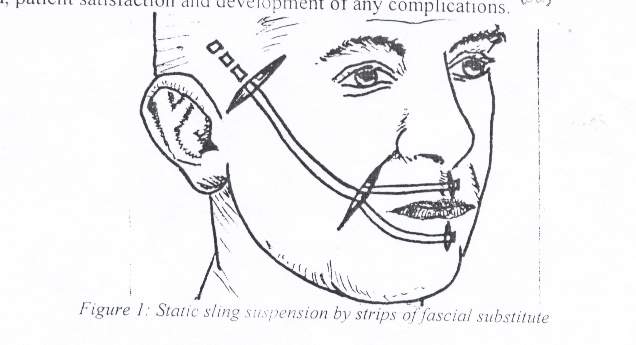 , patient satisfaction and development of any complications.
Figure 1: Static sling suspension by strips of fascial substitute